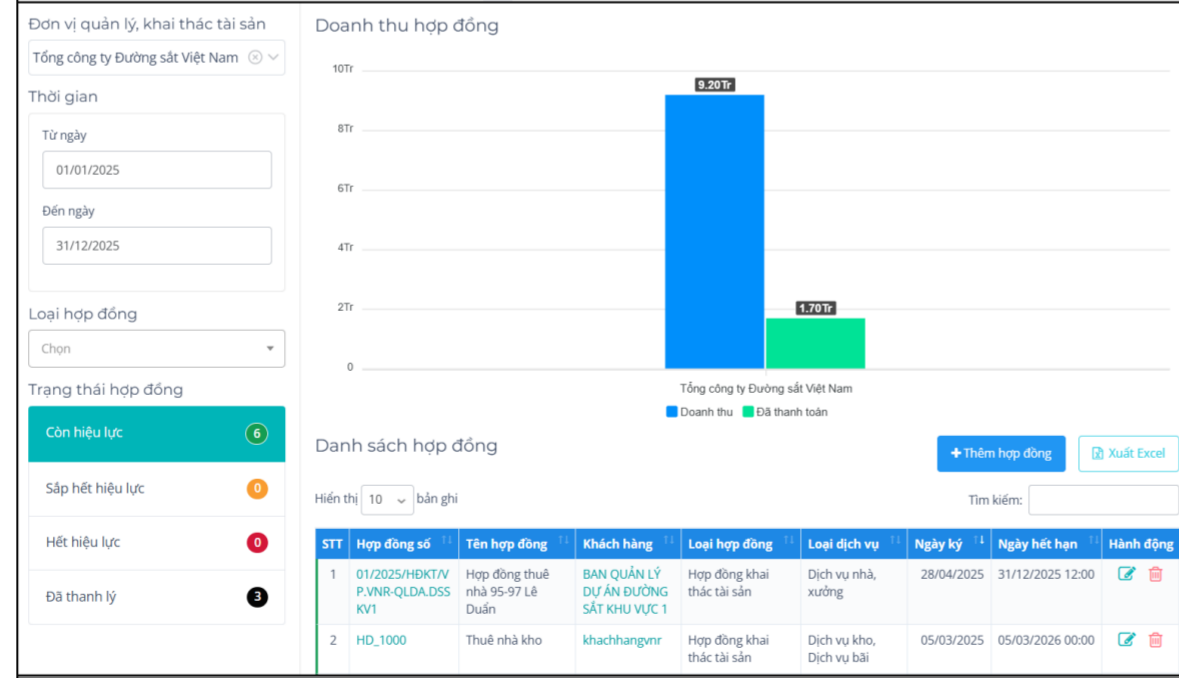 Đơn vị quản lý, khai thác tài sản
Tổng công ty Đường sắt Việt Nam
Thời gian
Từ ngày
01/01/2025
Đến ngày
31/12/2025
Loại hợp đồng
Chọn
Trạng thái hợp đồng
Còn hiệu lực 6
Sắp hết hiệu lực 0
Hết hiệu lực 0
Đã thanh lý 3
Doanh thu hợp đồng
10Tr
8Tr
6Tr
4Tr
2Tr
0
9.20Tr
1.70Tr
Tổng công ty Đường sắt Việt Nam
Doanh thu Đã thanh toán
Danh sách hợp đồng
Thêm hợp đồng Xuất Excel
Hiển thị 10 bản ghi Tìm kiếm:
STT Hợp đồng số Tên hợp đồng Khách hàng Loại hợp đồng Loại dịch vụ Ngày ký Ngày hết hạn Hành động
1 01/2025/HĐKT/V Hợp đồng thuê BAN QUẢN LÝ Hợp đồng khai Dịch vụ nhà, 28/04/2025 31/12/2025 12:00
P.VNR-QLDA.DSS nhà 95-97 Lê DỰ ÁN ĐƯỜNG thác tài sản xưởng
KV1 Duẩn SẮT KHU VỰC 1
2 HD_1000 Thuê nhà kho khachhangvnr Hợp đồng khai Dịch vụ kho, 05/03/2025 05/03/2026 00:00
thác tài sản Dịch vụ bãi